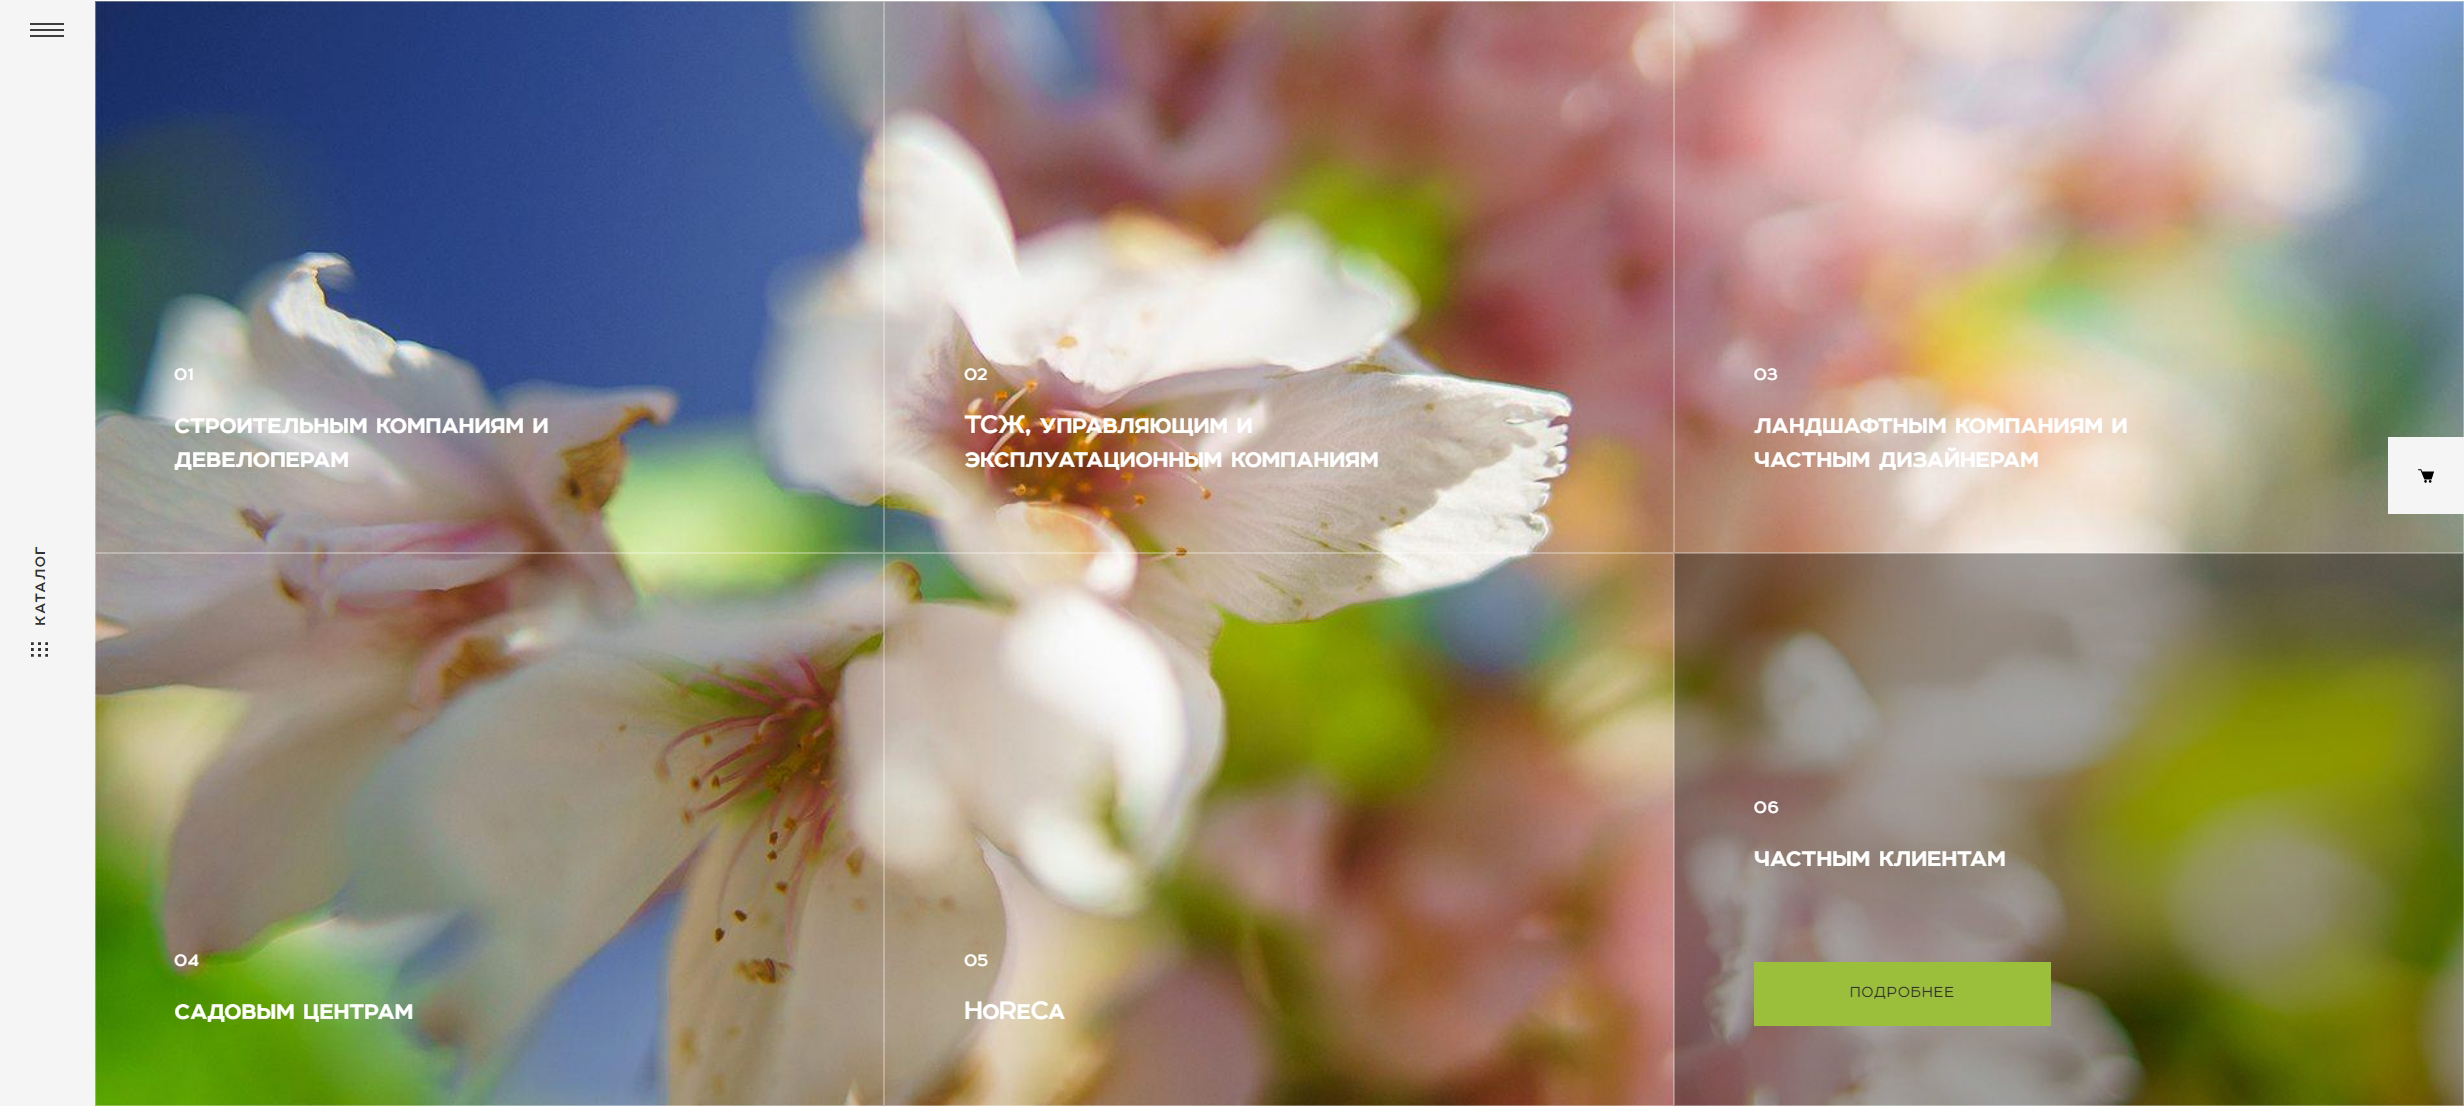 01
СТРОИТЕЛЬНЫМ КОМПАНИЯМ И
ДЕВЕЛОПЕРАМ
02
ТСЖ, УПРАВЛЯЮЩИМ И
ЭКСПЛУАТАЦИОННЫМ КОМПАНИЯМ
03
ЛАНДШАФТНЫМ КОМПАНИЯМ И
ЧАСТНЫМ ДИЗАЙНЕРАМ
КАТАЛОГ
04
САДОВЫМ ЦЕНТРАМ
05
HoReCa
06
ЧАСТНЫМ КЛИЕНТАМ
ПОДРОБНЕЕ